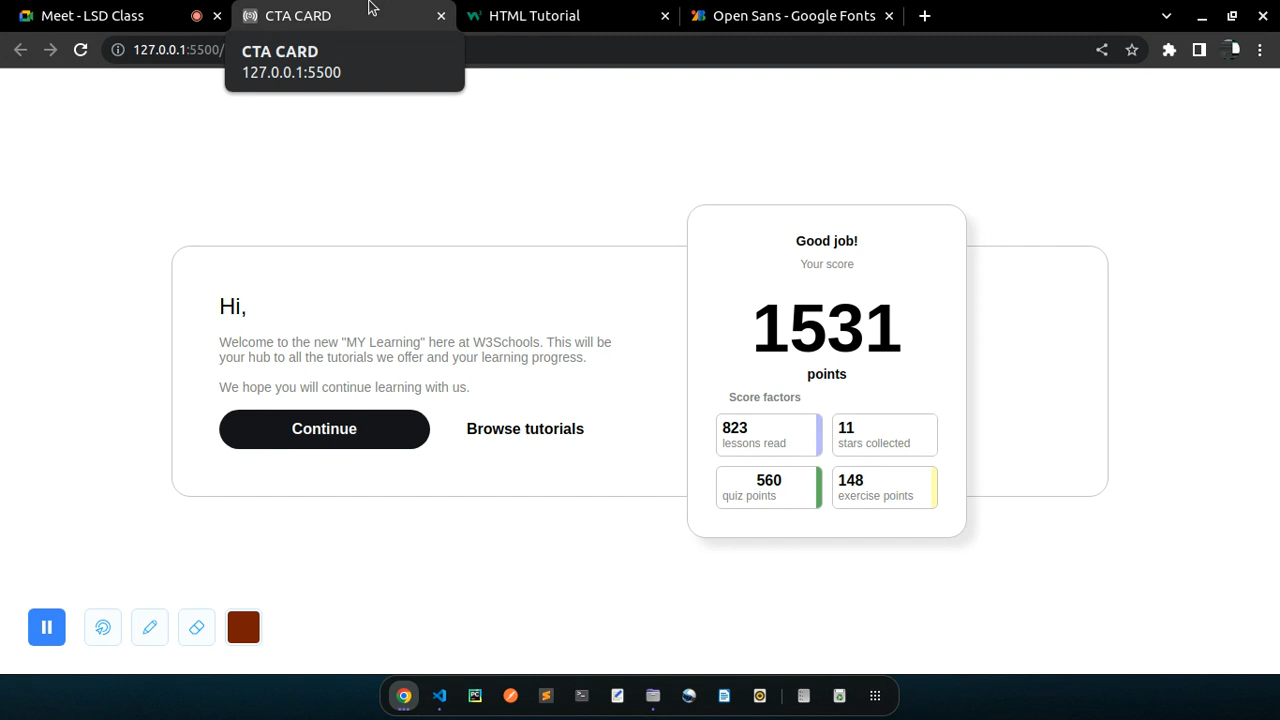 Meet - LSD Class
CTA CARD
HTML Tutorial
Open Sans - Google Fonts
127.0.0.1:5500/
CTA CARD
127.0.0.1:5500
Hi,
Welcome to the new "MY Learning" here at W3Schools. This will be
your hub to all the tutorials we offer and your learning progress.
We hope you will continue learning with us.
Continue
Browse tutorials
Good job!
Your score
1531
points
Score factors
823
lessons read
11
stars collected
560
quiz points
148
exercise points